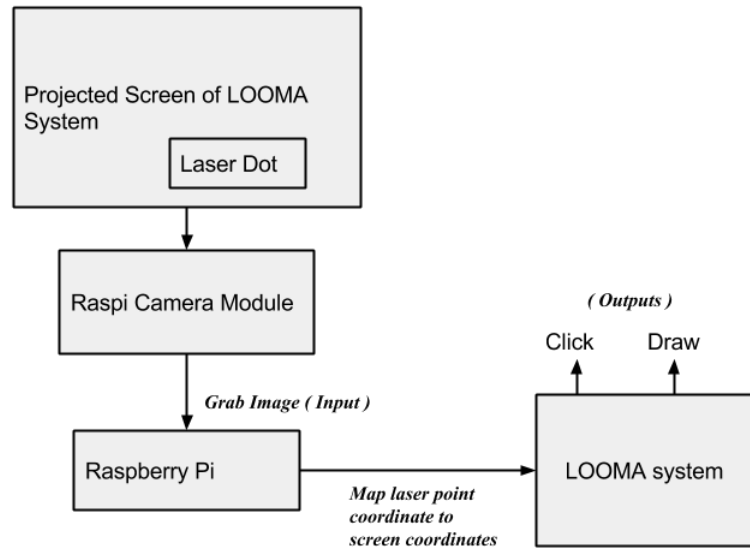 Projected Screen of LOOMA
System
Laser Dot
Raspi Camera Module
( Outputs )
Click Draw
Grab Image ( Input )
Raspberry Pi
LOOMA system
Map laser point
coordinate to
screen coordinates